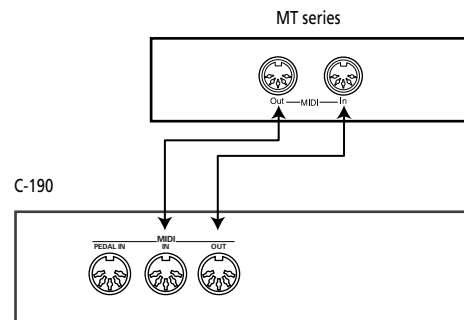 MT series
Out MIDI In
C-190
MIDI
PEDAL IN IN OUT